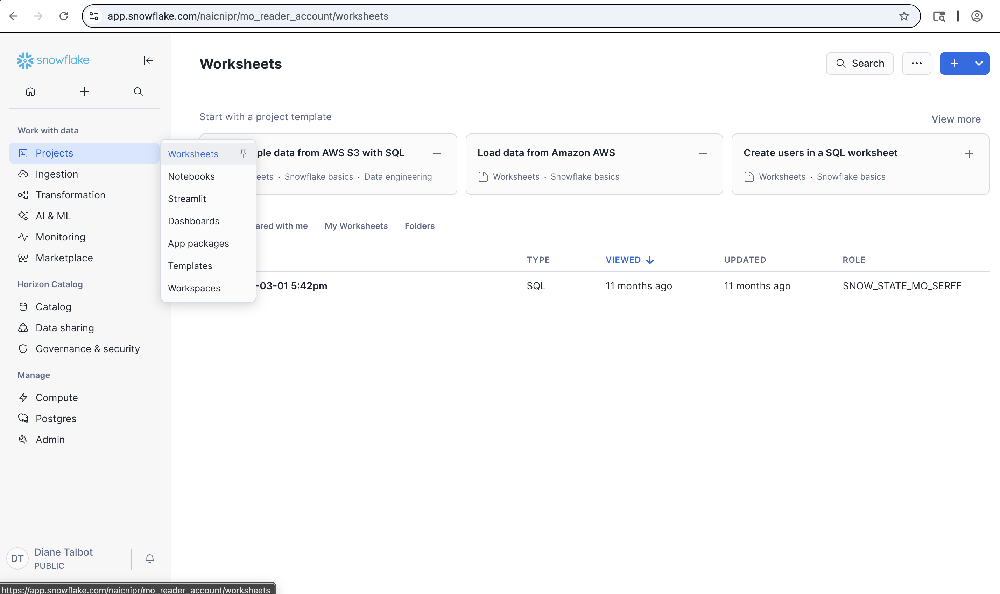 app.snowflake.com/naicnipr/mo_reader_account/worksheets
snowflake
Work with data
Projects
Ingestion
Transformation
AI & ML
Monitoring
Marketplace
Horizon Catalog
Catalog
Data sharing
Governance & security
Manage
Compute
Postgres
Admin
DT
Diane Talbot
PUBLIC
https://app.snowflake.com/naicnipr/mo_reader_account/worksheets
Worksheets
Notebooks
Streamlit
Dashboards
App packages
Templates
Workspaces
Worksheets
Search
Start with a project template
View more
data from AWS S3 with SQL
Snowflake basics · Data engineering
Load data from Amazon AWS
Worksheets · Snowflake basics
Create users in a SQL worksheet
Worksheets · Snowflake basics
with me
My Worksheets
Folders
TYPE
VIEWED
UPDATED
ROLE
-03-01 5:42pm
SQL
11 months ago
11 months ago
SNOW_STATE_MO_SERFF